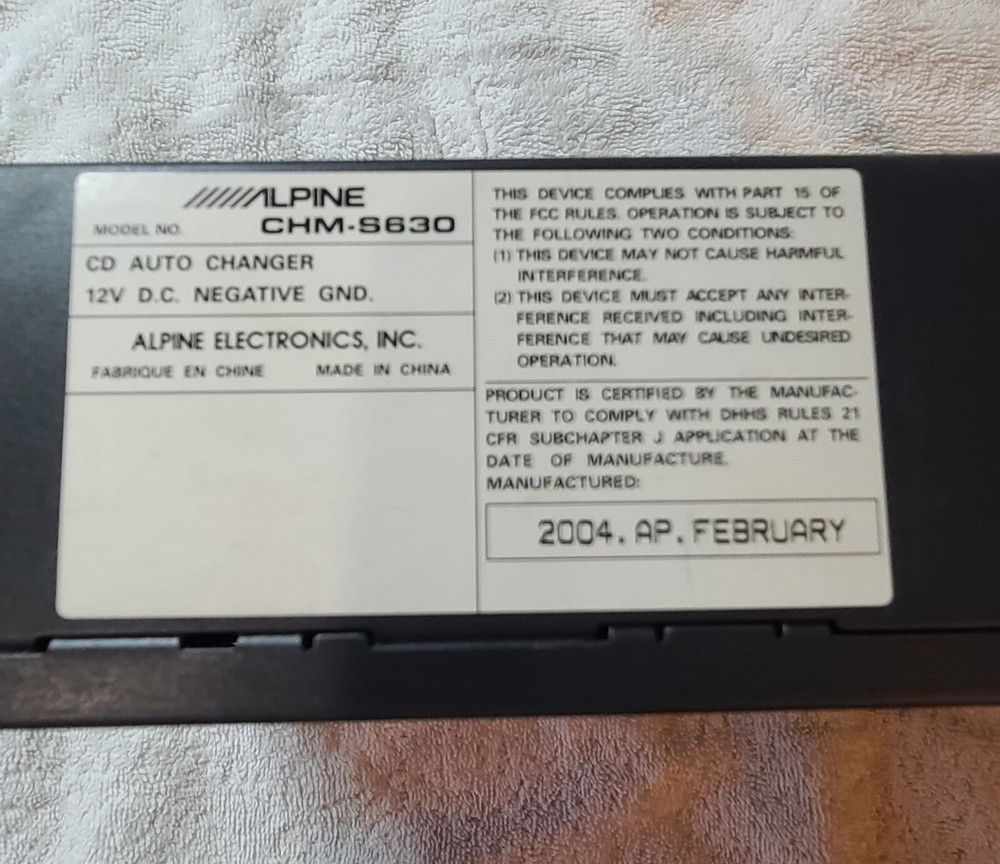 ALPINE
MODEL NO. CHM-S630
CD AUTO CHANGER
12V D.C. NEGATIVE GND.
ALPINE ELECTRONICS, INC.
FABRIQUE EN CHINE MADE IN CHINA
THIS DEVICE COMPLIES WITH PART 15 OF
THE FCC RULES. OPERATION IS SUBJECT TO
THE FOLLOWING TWO CONDITIONS:
(1) THIS DEVICE MAY NOT CAUSE HARMFUL
INTERFERENCE.
(2) THIS DEVICE MUST ACCEPT ANY INTER-
FERENCE RECEIVED INCLUDING INTER-
FERENCE THAT MAY CAUSE UNDESIRED
OPERATION.
PRODUCT IS CERTIFIED BY THE MANUFAC-
TURER TO COMPLY WITH DHHS RULES 21
CFR SUBCHAPTER J APPLICATION AT THE
DATE OF MANUFACTURE.
MANUFACTURED:
2004. AP. FEBRUARY